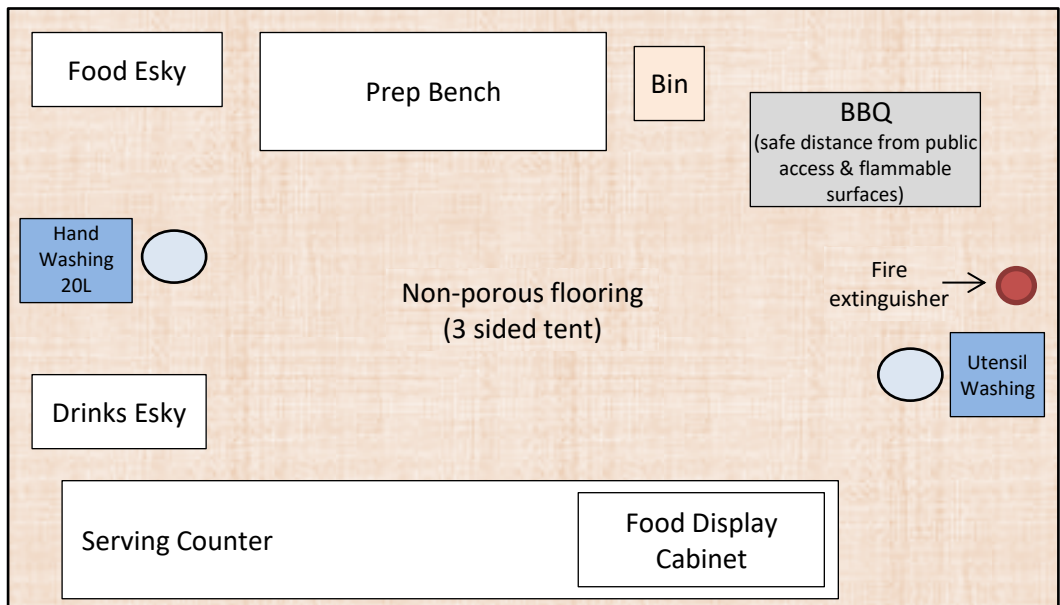 Food Esky
Prep Bench
Bin
BBQ
(safe distance from public
access & flammable
surfaces)
Hand
Washing
20L
Non-porous flooring
(3 sided tent)
Fire
extinguisher
Utensil
Washing
Drinks Esky
Serving Counter
Food Display
Cabinet